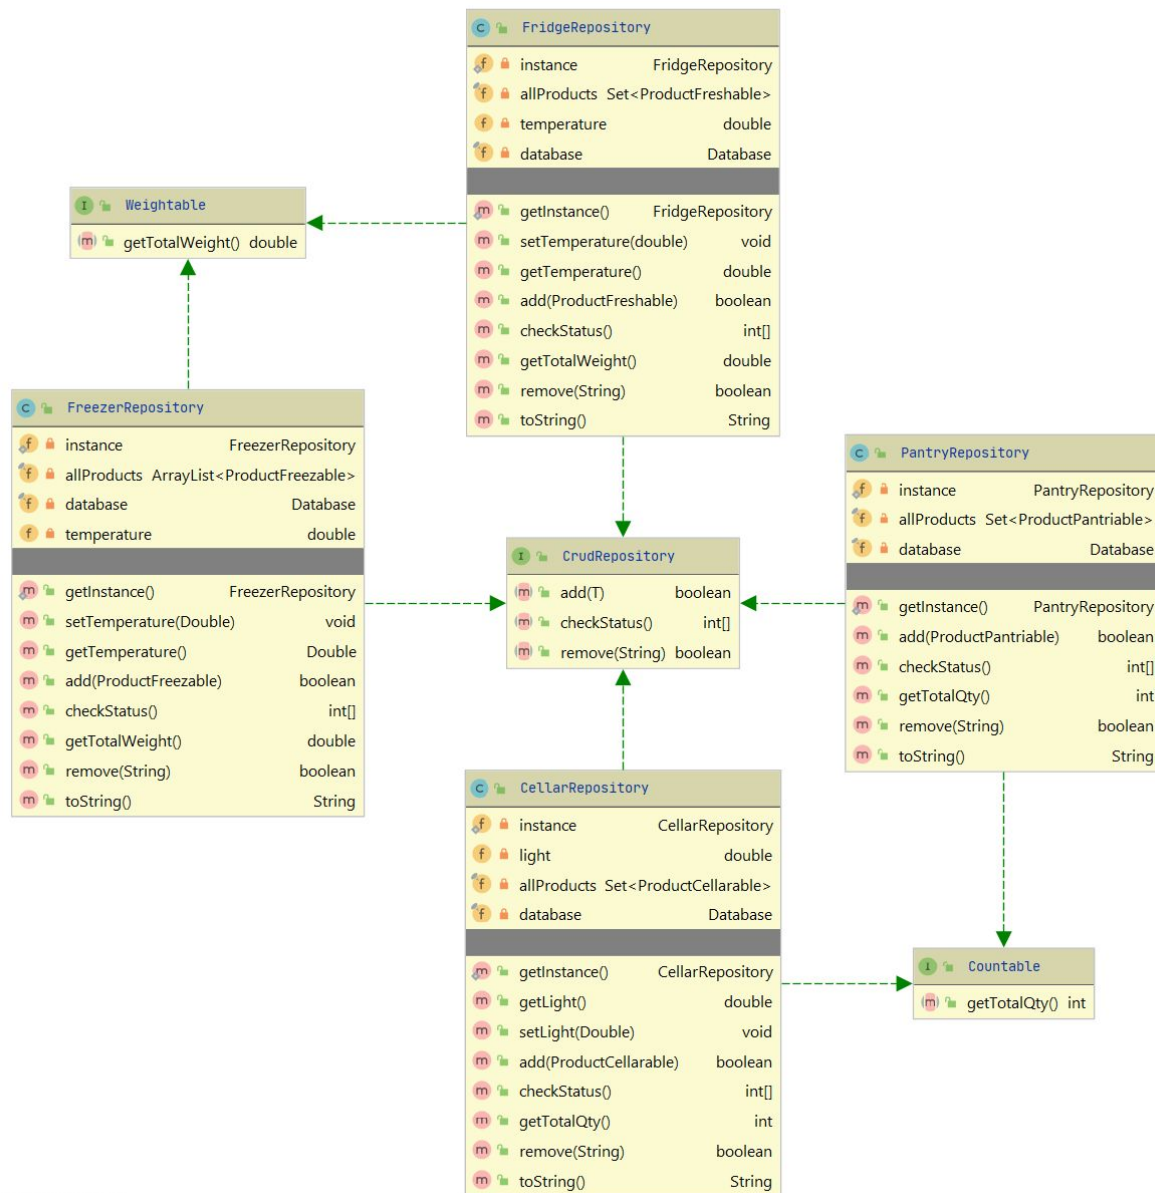 FridgeRepository
instance FridgeRepository
allProducts Set<ProductFreshable>
temperature double
database Database
getInstance() FridgeRepository
setTemperature(double) void
getTemperature() double
add(ProductFreshable) boolean
checkStatus() int[]
getTotalWeight() double
remove(String) boolean
toString() String
Weightable
getTotalWeight() double
FreezerRepository
instance FreezerRepository
allProducts ArrayList<ProductFreezable>
database Database
temperature double
getInstance() FreezerRepository
setTemperature(Double) void
getTemperature() Double
add(ProductFreezable) boolean
checkStatus() int[]
getTotalWeight() double
remove(String) boolean
toString() String
CrudRepository
add(T) boolean
checkStatus() int[]
remove(String) boolean
PantryRepository
instance PantryRepository
allProducts Set<ProductPantriable>
database Database
getInstance() PantryRepository
add(ProductPantriable) boolean
checkStatus() int[]
getTotalQty() int
remove(String) boolean
toString() String
CellarRepository
instance CellarRepository
light double
allProducts Set<ProductCellarable>
database Database
getInstance() CellarRepository
getLight() double
setLight(Double) void
add(ProductCellarable) boolean
checkStatus() int[]
getTotalQty() int
remove(String) boolean
toString() String
Countable
getTotalQty() int